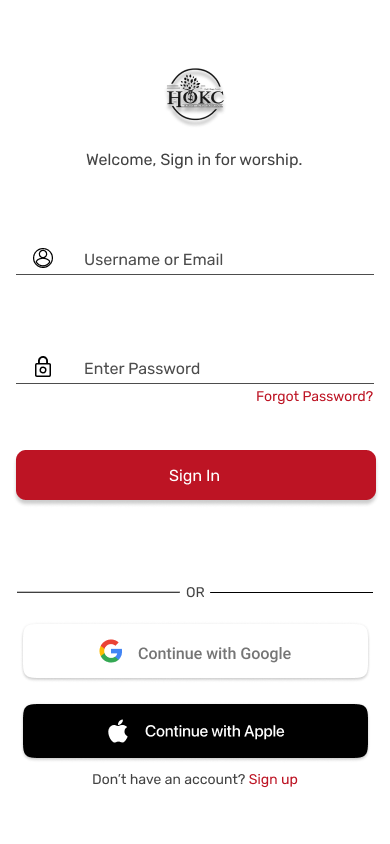 HOKC
Welcome, Sign in for worship.
Username or Email
Enter Password
Forgot Password?
Sign In
OR
Continue with Google
Continue with Apple
Don’t have an account? Sign up